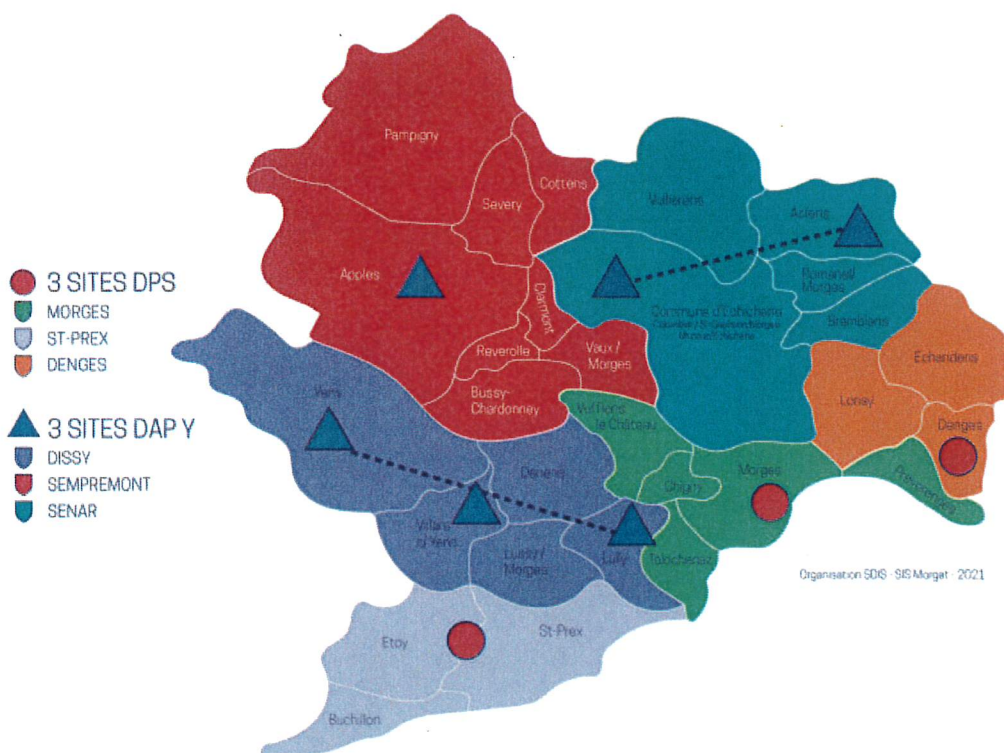 3 SITES DPS
MORGES
ST-PREX
DENGES
3 SITES DAP Y
DISSY
SEMPREMONT
SENAR
Pampigny
Cottens
Severy
Apples
Clarmont
Reverolle
Vaux /
Morges
Bussy-
Chardonney
Vullierens
Aclens
Romanel/
Morges
Bremblens
Commune d'Echichens
Echandens
Lonay
Denges
Préverenges
Vufflens
le Château
Chigny
Morges
Tolochenaz
Yens
Denens
Villars
s/Yens
Lussy/
Morges
Lully
Etoy
St-Prex
Buchillon
Organisation SDIS - SIS Morget - 2021